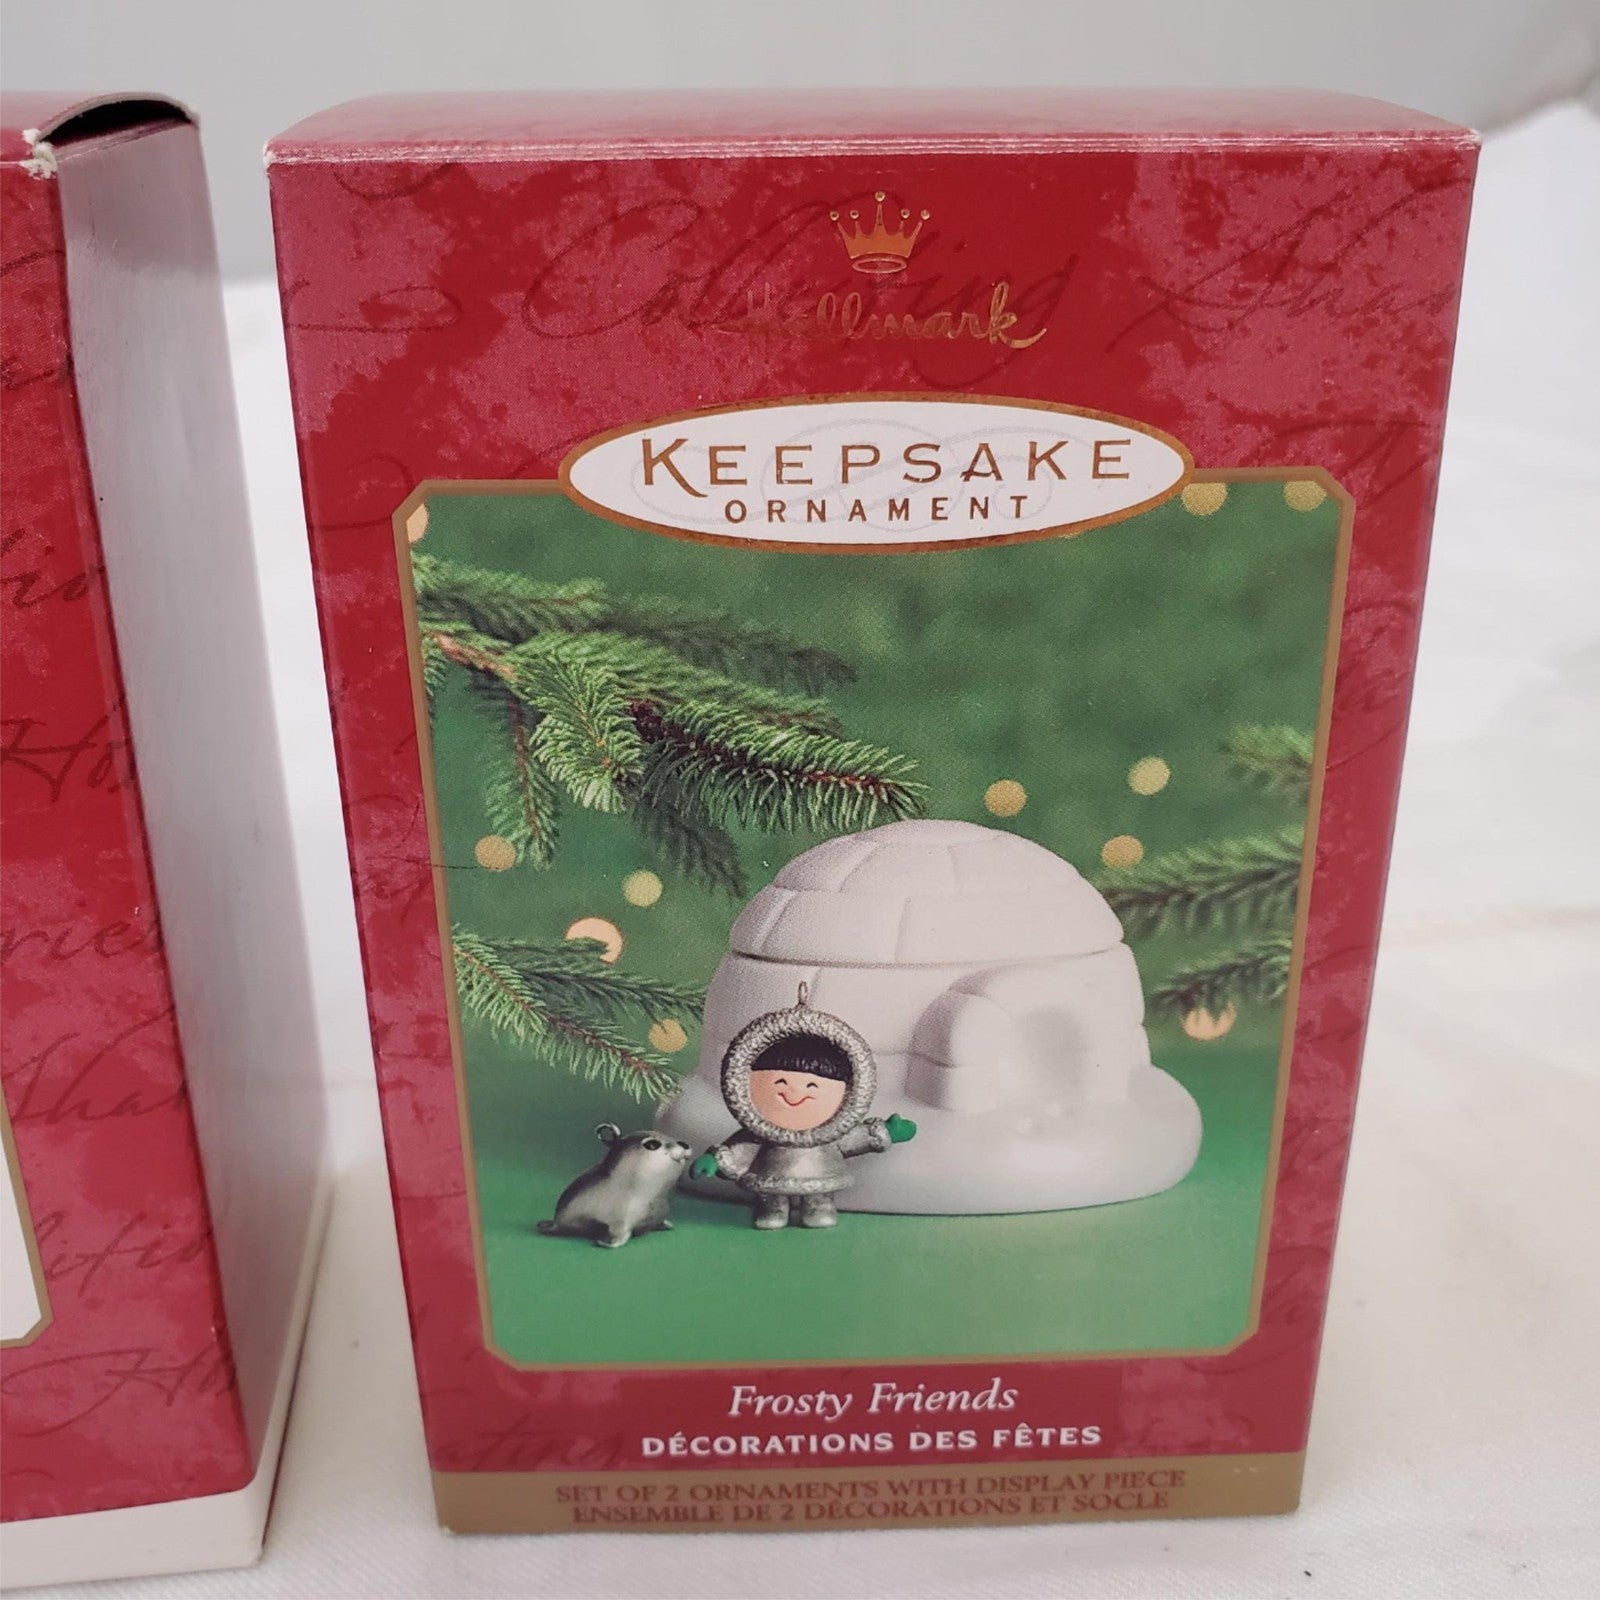 Hallmark
KEEPSAKE
ORNAMENT
Frosty Friends
DÉCORATIONS DES FÊTES
SET OF 2 ORNAMENTS WITH DISPLAY PIECE
ENSEMBLE DE 2 DÉCORATIONS ET SOCLE